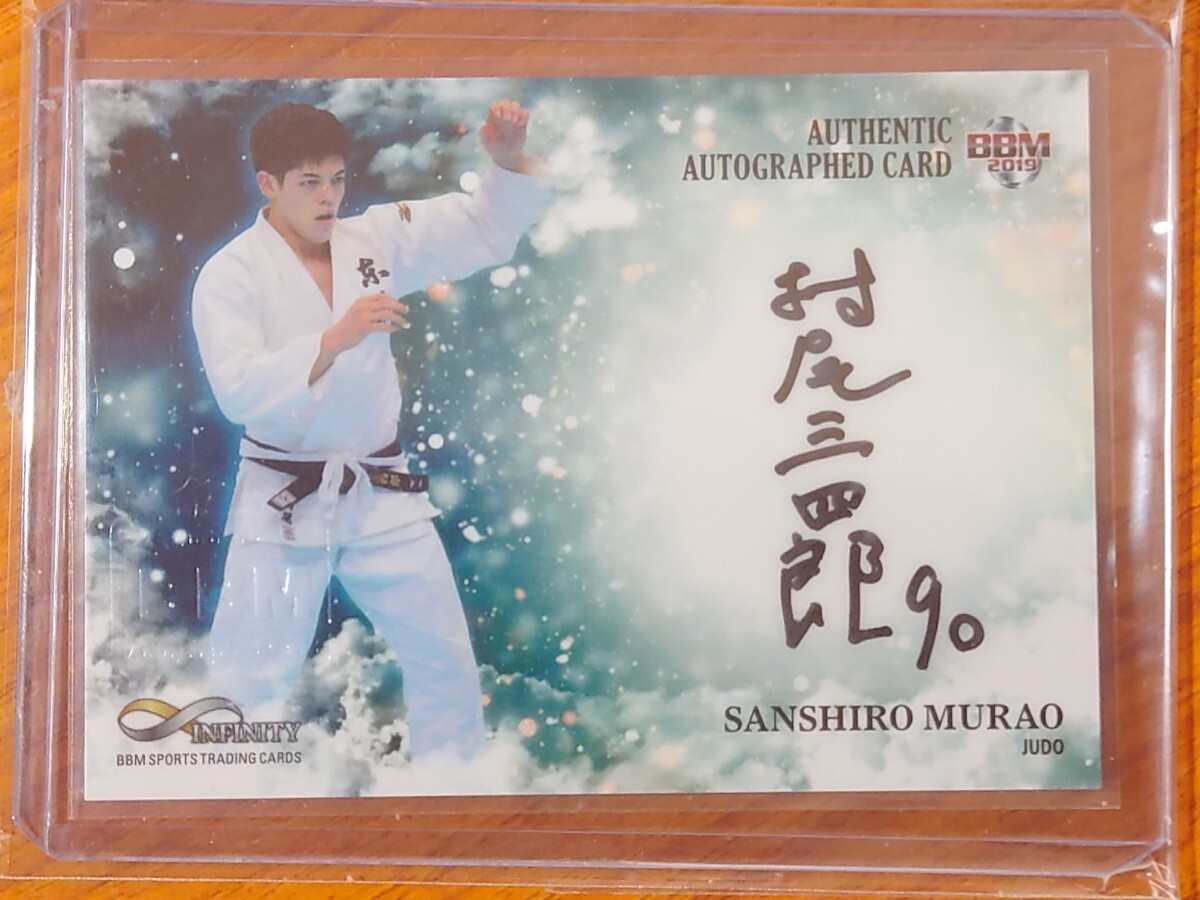 AUTHENTIC
AUTOGRAPHED CARD
BBM
2019
村尾三四郎
90
INFINITY
BBM SPORTS TRADING CARDS
SANSHIRO MURAO
JUDO